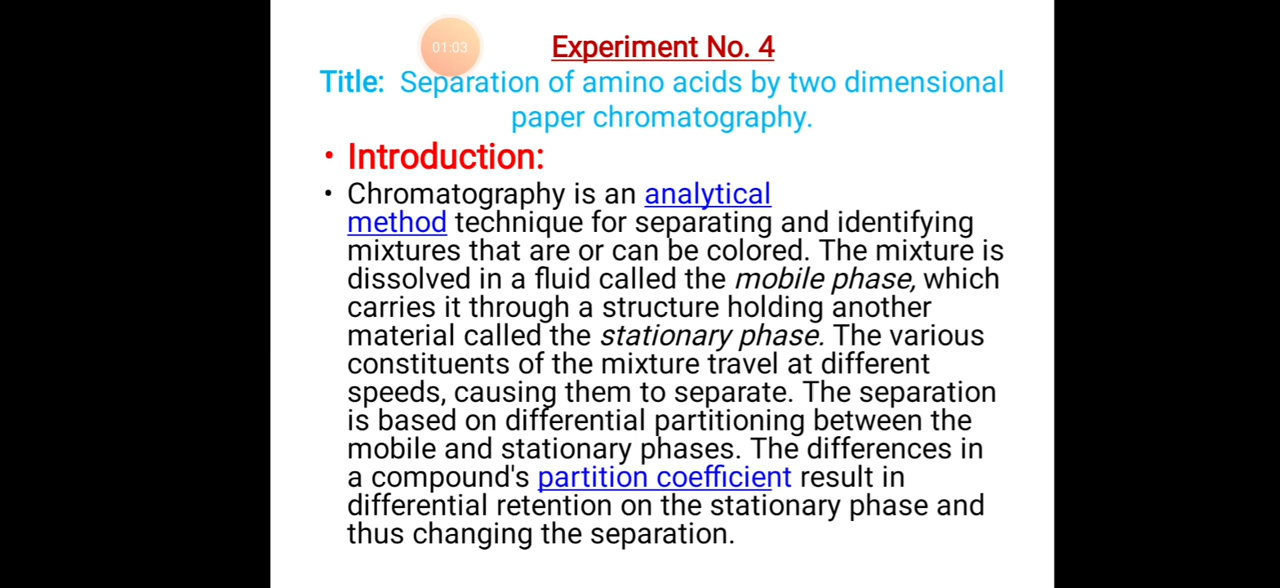 01:03
Experiment No. 4
Title: Separation of amino acids by two dimensional
paper chromatography.
• Introduction:
• Chromatography is an analytical
method technique for separating and identifying
mixtures that are or can be colored. The mixture is
dissolved in a fluid called the mobile phase, which
carries it through a structure holding another
material called the stationary phase. The various
constituents of the mixture travel at different
speeds, causing them to separate. The separation
is based on differential partitioning between the
mobile and stationary phases. The differences in
a compound's partition coefficient result in
differential retention on the stationary phase and
thus changing the separation.